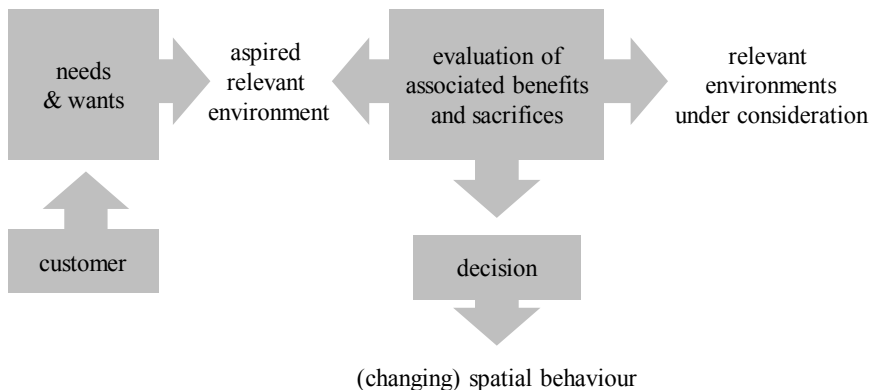 needs
& wants
aspired
relevant
environment
evaluation of
associated benefits
and sacrifices
relevant
environments
under consideration
customer
decision
(changing) spatial behaviour